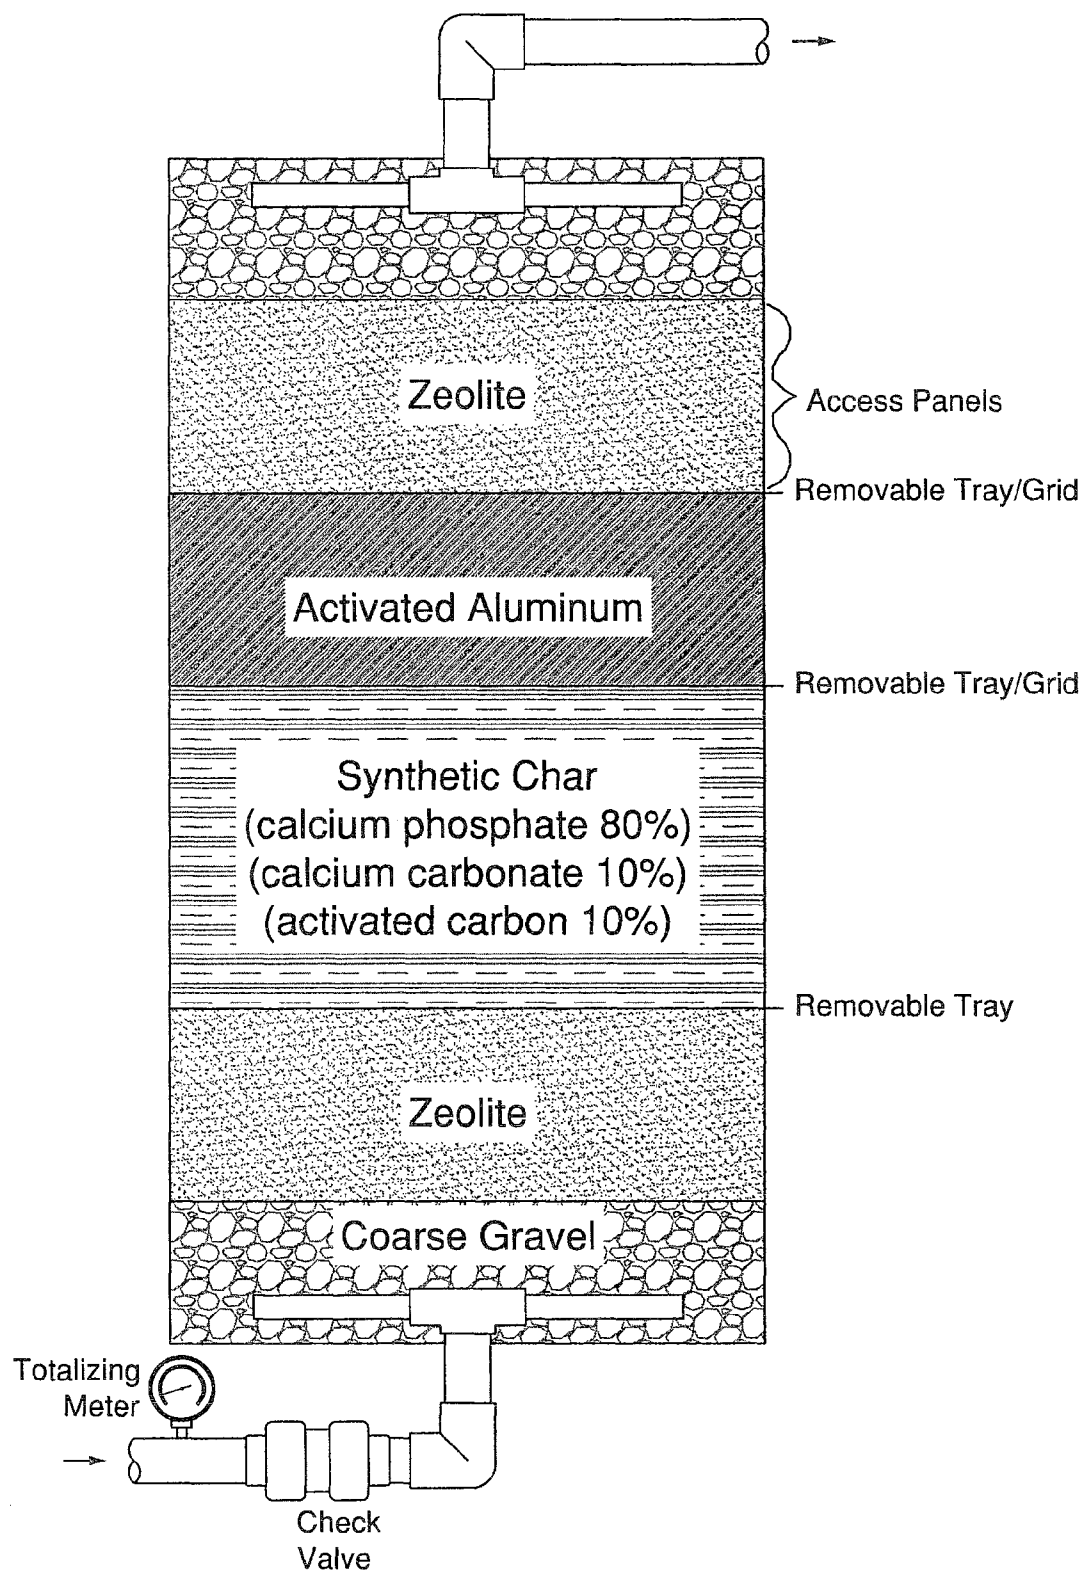 Zeolite
Access Panels
Removable Tray/Grid
Activated Aluminum
Removable Tray/Grid
Synthetic Char
(calcium phosphate 80%)
(calcium carbonate 10%)
(activated carbon 10%)
Removable Tray
Zeolite
Coarse Gravel
Totalizing
Meter
Check
Valve